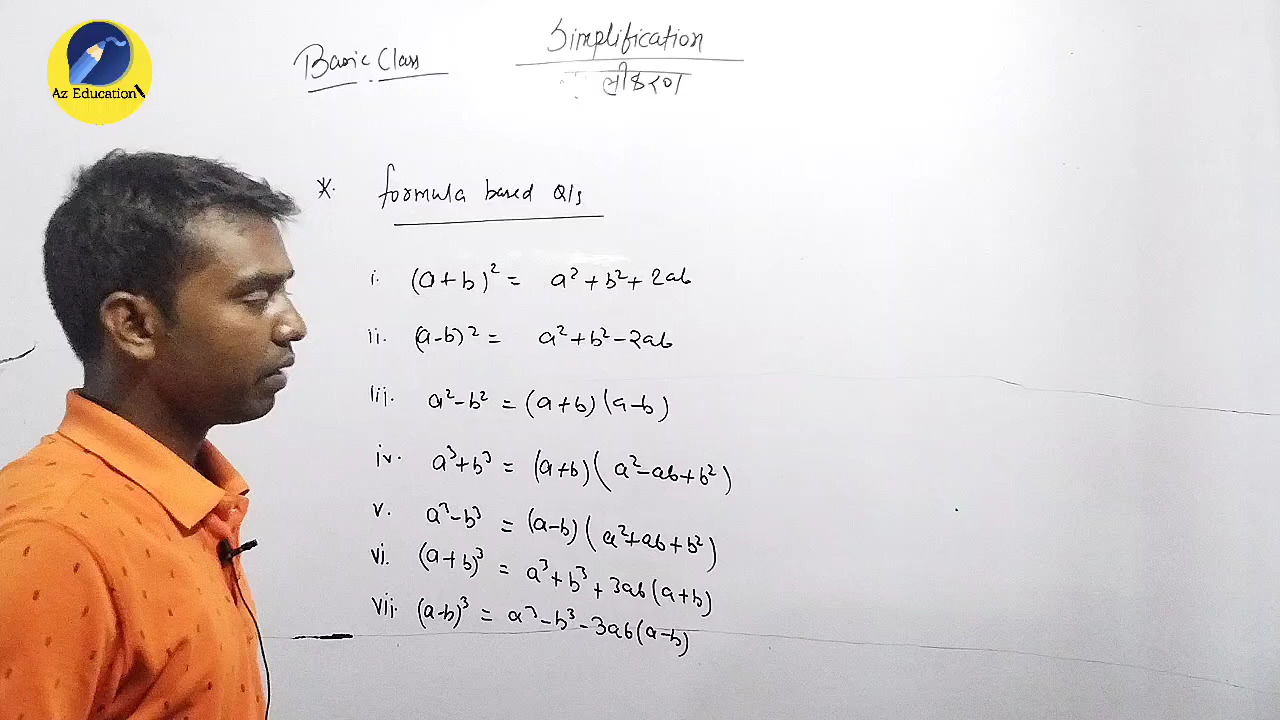 Az Education
Basic Class
Simplification
*. formula based Q/s
i. (a+b)² = a²+b²+2ab
ii. (a-b)² = a²+b²-2ab
iii. a²-b² = (a+b)(a-b)
iv. a³+b³ = (a+b)(a²-ab+b²)
v. a³-b³ = (a-b)(a²+ab+b²)
vi. (a+b)³ = a³+b³+3ab(a+b)
vii. (a-b)³ = a³-b³-3ab(a-b)